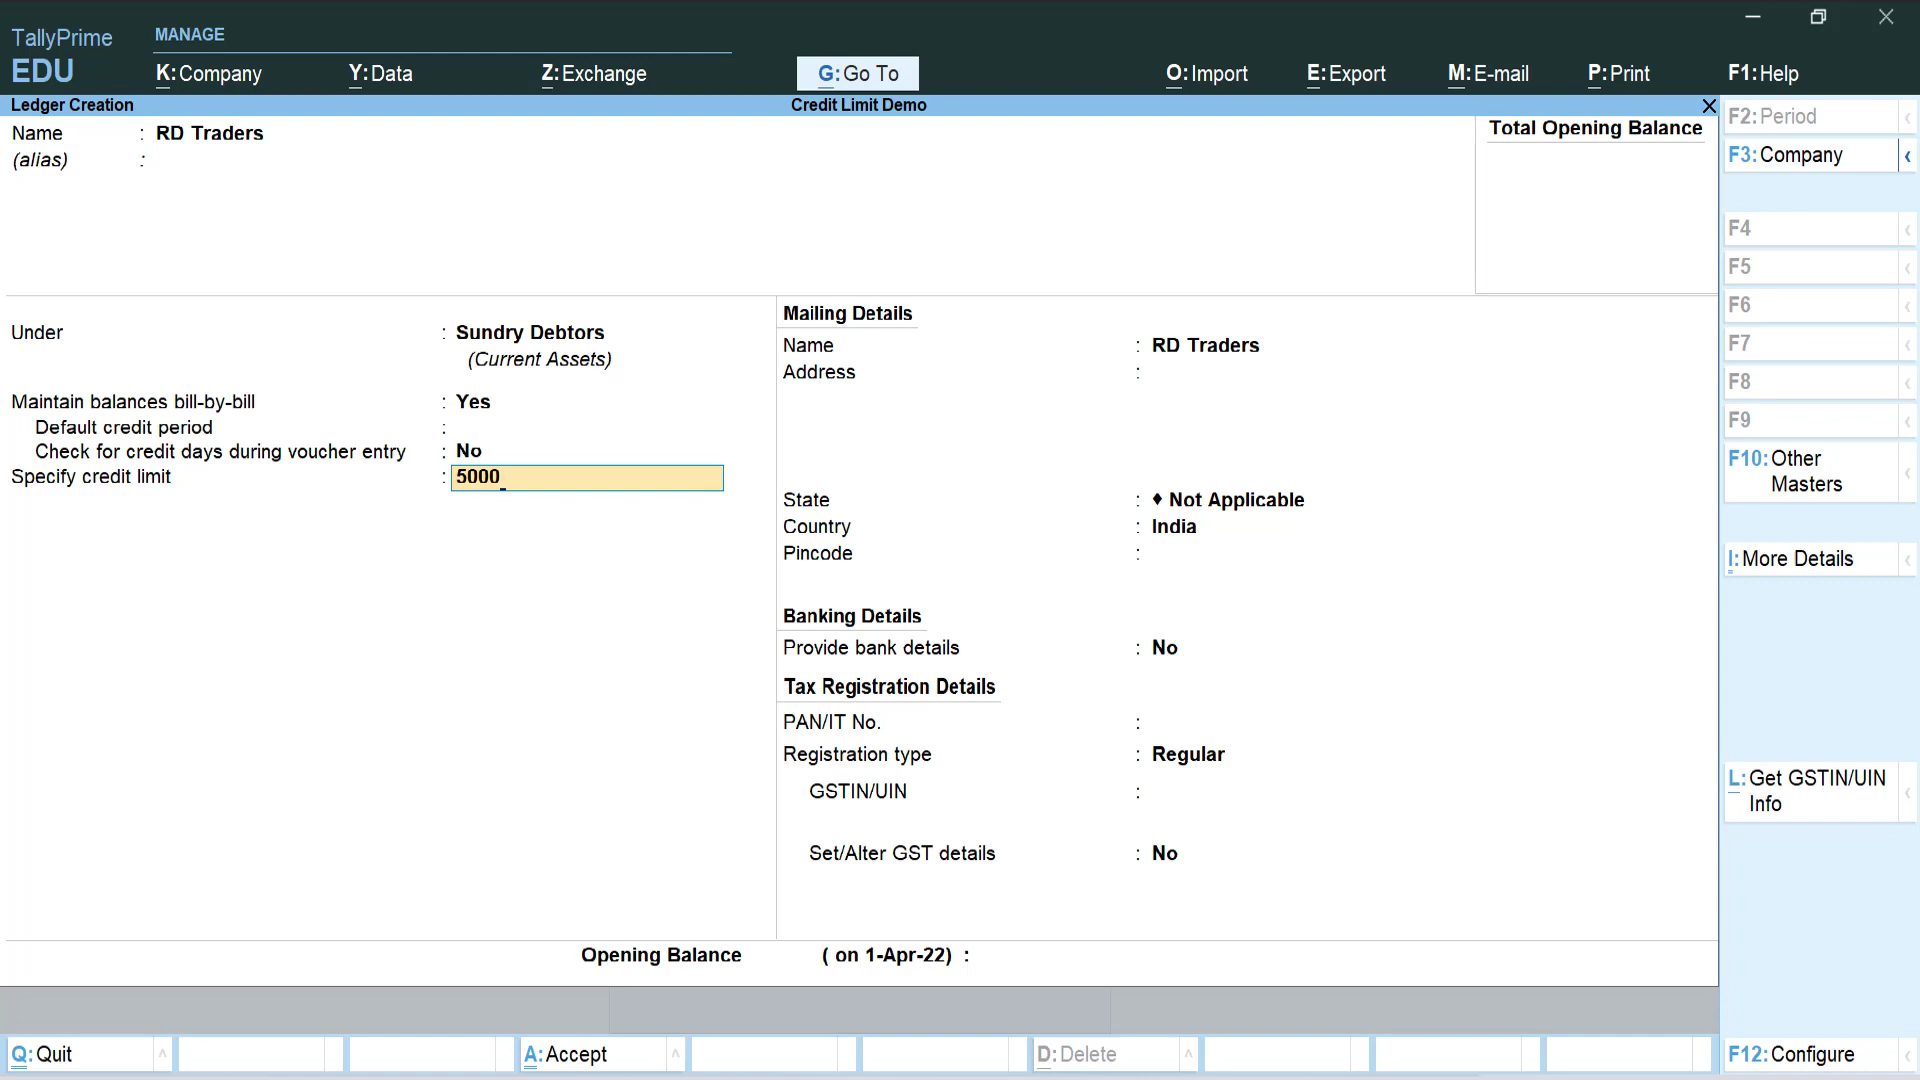 TallyPrime
EDU
MANAGE
K:Company
Y:Data
Z:Exchange
G:Go To
O:Import
E:Export
M:E-mail
P:Print
F1:Help
Ledger Creation
Credit Limit Demo
Name : RD Traders
(alias) :
Total Opening Balance
Under : Sundry Debtors
(Current Assets)
Maintain balances bill-by-bill : Yes
Default credit period :
Check for credit days during voucher entry : No
Specify credit limit : 5000
Mailing Details
Name : RD Traders
Address :
State : ♦ Not Applicable
Country : India
Pincode :
Banking Details
Provide bank details : No
Tax Registration Details
PAN/IT No. :
Registration type : Regular
GSTIN/UIN :
Set/Alter GST details : No
Opening Balance ( on 1-Apr-22) :
F2:Period
F3:Company
F4
F5
F6
F7
F8
F9
F10:Other
Masters
I:More Details
L:Get GSTIN/UIN
Info
Q:Quit
A:Accept
D:Delete
F12:Configure